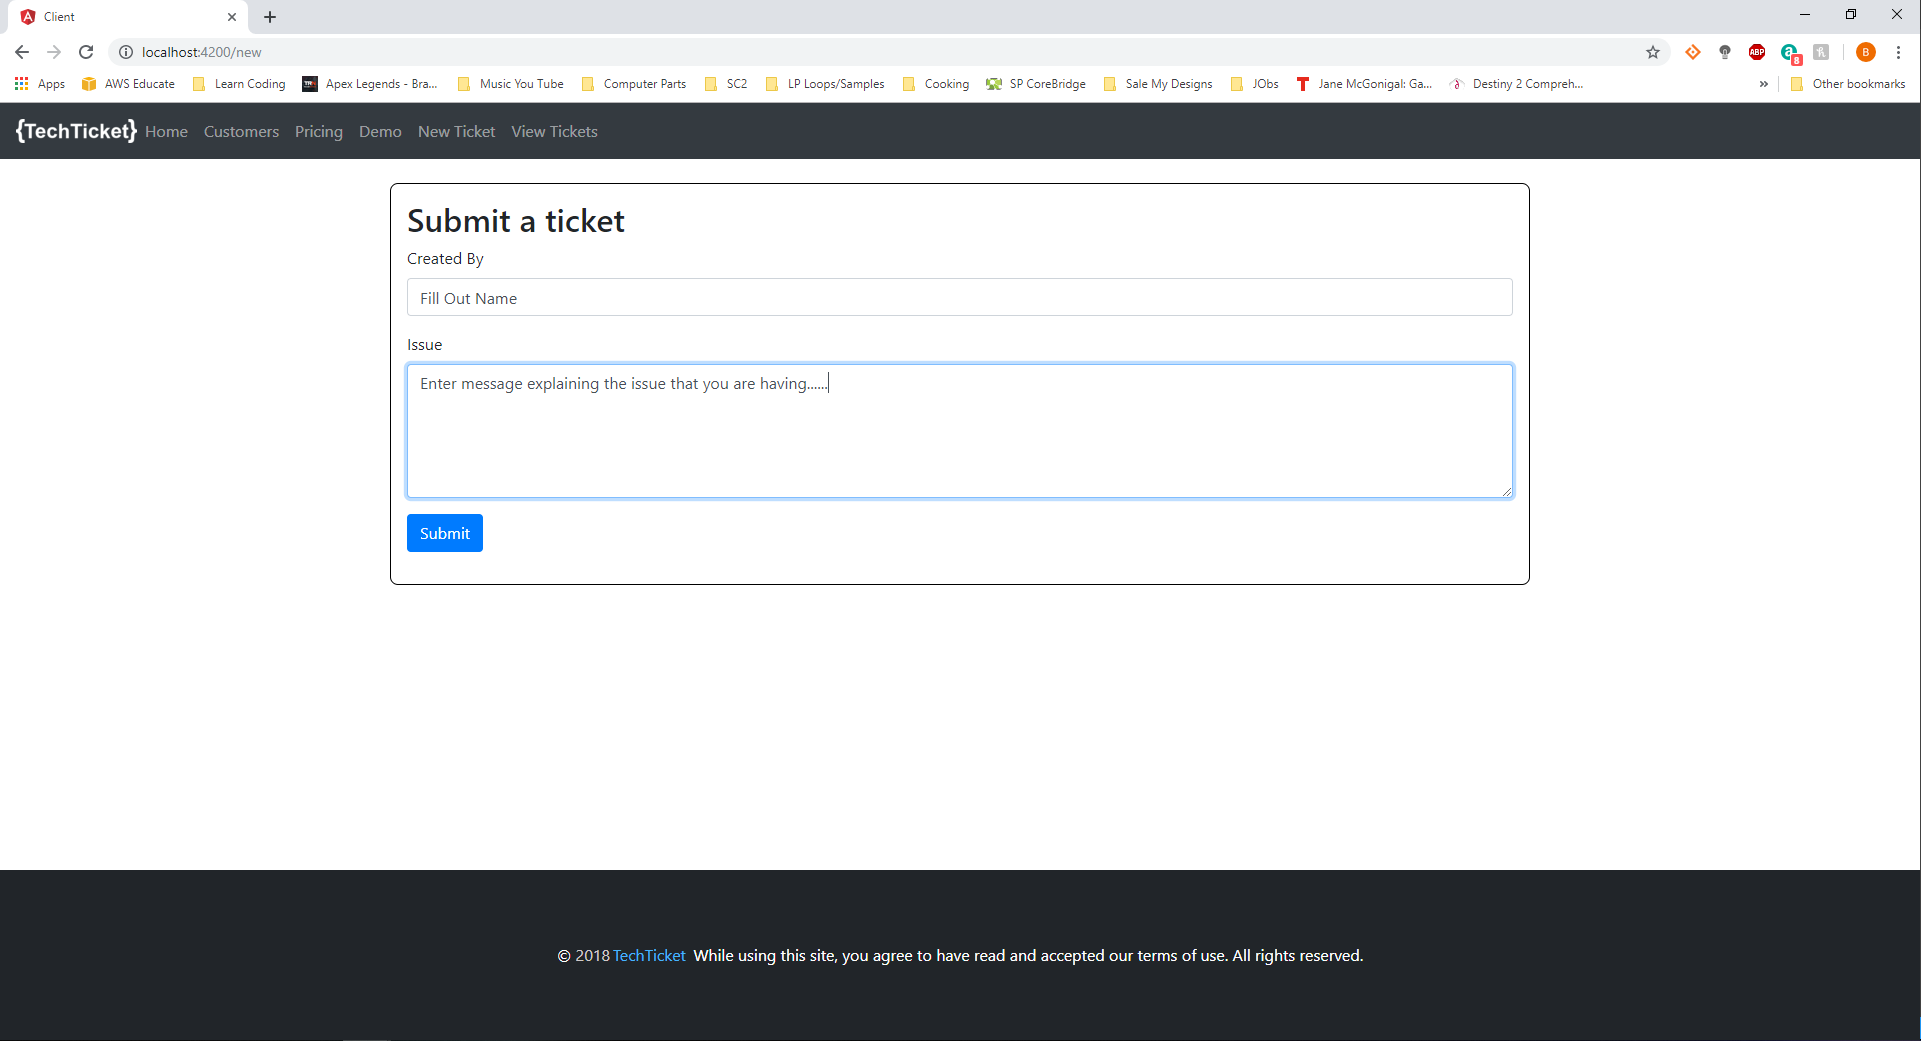 Client
localhost:4200/new
ABP
a
8
B
Apps AWS Educate Learn Coding Apex Legends - Bra... Music You Tube Computer Parts SC2 LP Loops/Samples Cooking SP CoreBridge Sale My Designs JObs Jane McGonigal: Ga... Destiny 2 Compreh... » Other bookmarks
{TechTicket} Home Customers Pricing Demo New Ticket View Tickets
Submit a ticket
Created By
Fill Out Name
Issue
Enter message explaining the issue that you are having......
Submit
© 2018 TechTicket While using this site, you agree to have read and accepted our terms of use. All rights reserved.